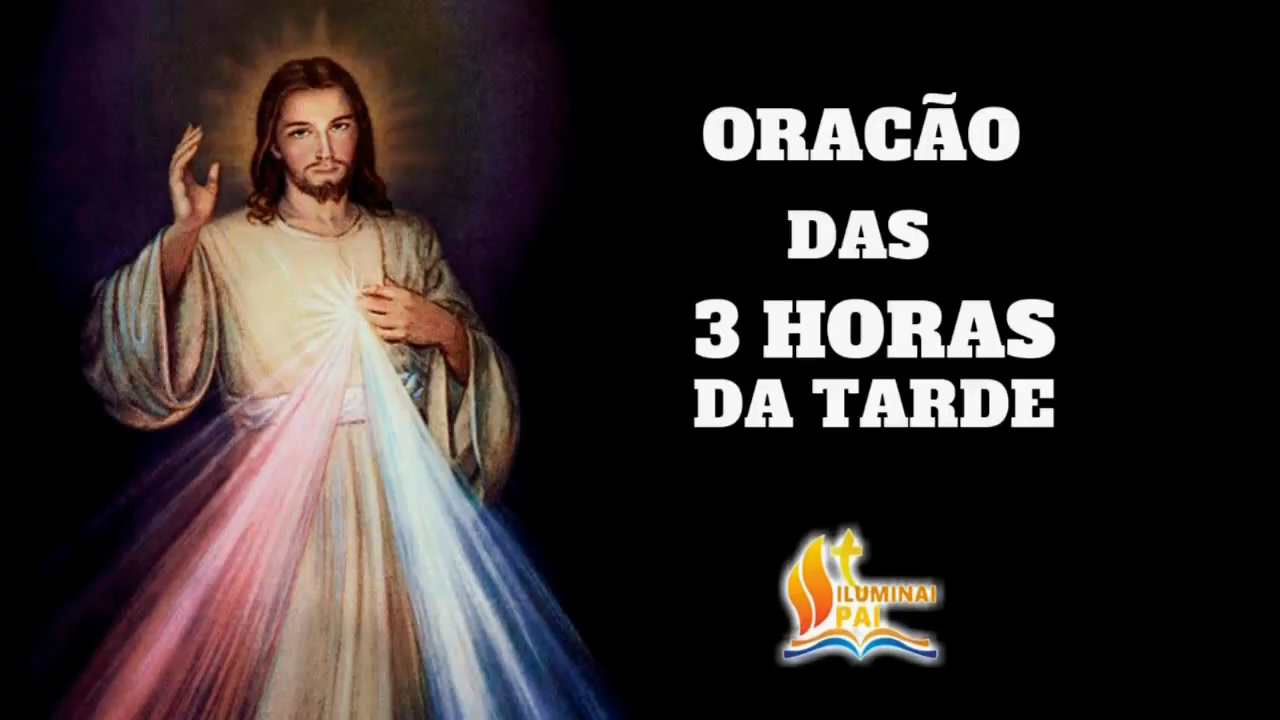 ORACÃO
DAS
3 HORAS
DA TARDE
ILUMINAI
PAI